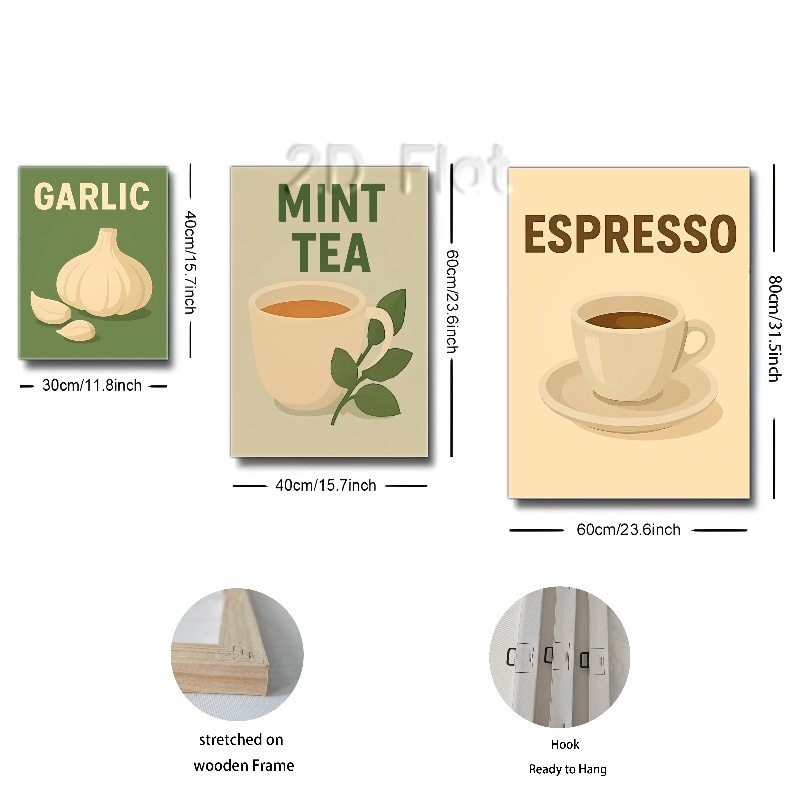 2D Flat
GARLIC
40cm/15.7inch
30cm/11.8inch
MINT
TEA
60cm/23.6inch
40cm/15.7inch
ESPRESSO
80cm/31.5inch
60cm/23.6inch
stretched on
wooden Frame
Hook
Ready to Hang